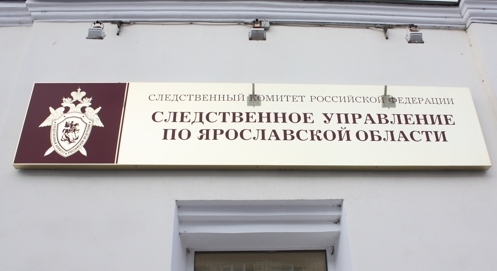 СЛЕДСТВЕННЫЙ КОМИТЕТ РОССИЙСКОЙ ФЕДЕРАЦИИ
СЛЕДСТВЕННОЕ УПРАВЛЕНИЕ
ПО ЯРОСЛАВСКОЙ ОБЛАСТИ